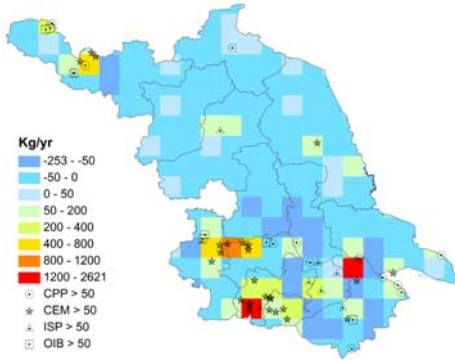 Kg/yr
-253 - -50
-50 - 0
0 - 50
50 - 200
200 - 400
400 - 800
800 - 1200
1200 - 2621
CPP > 50
CEM > 50
ISP > 50
OIB > 50